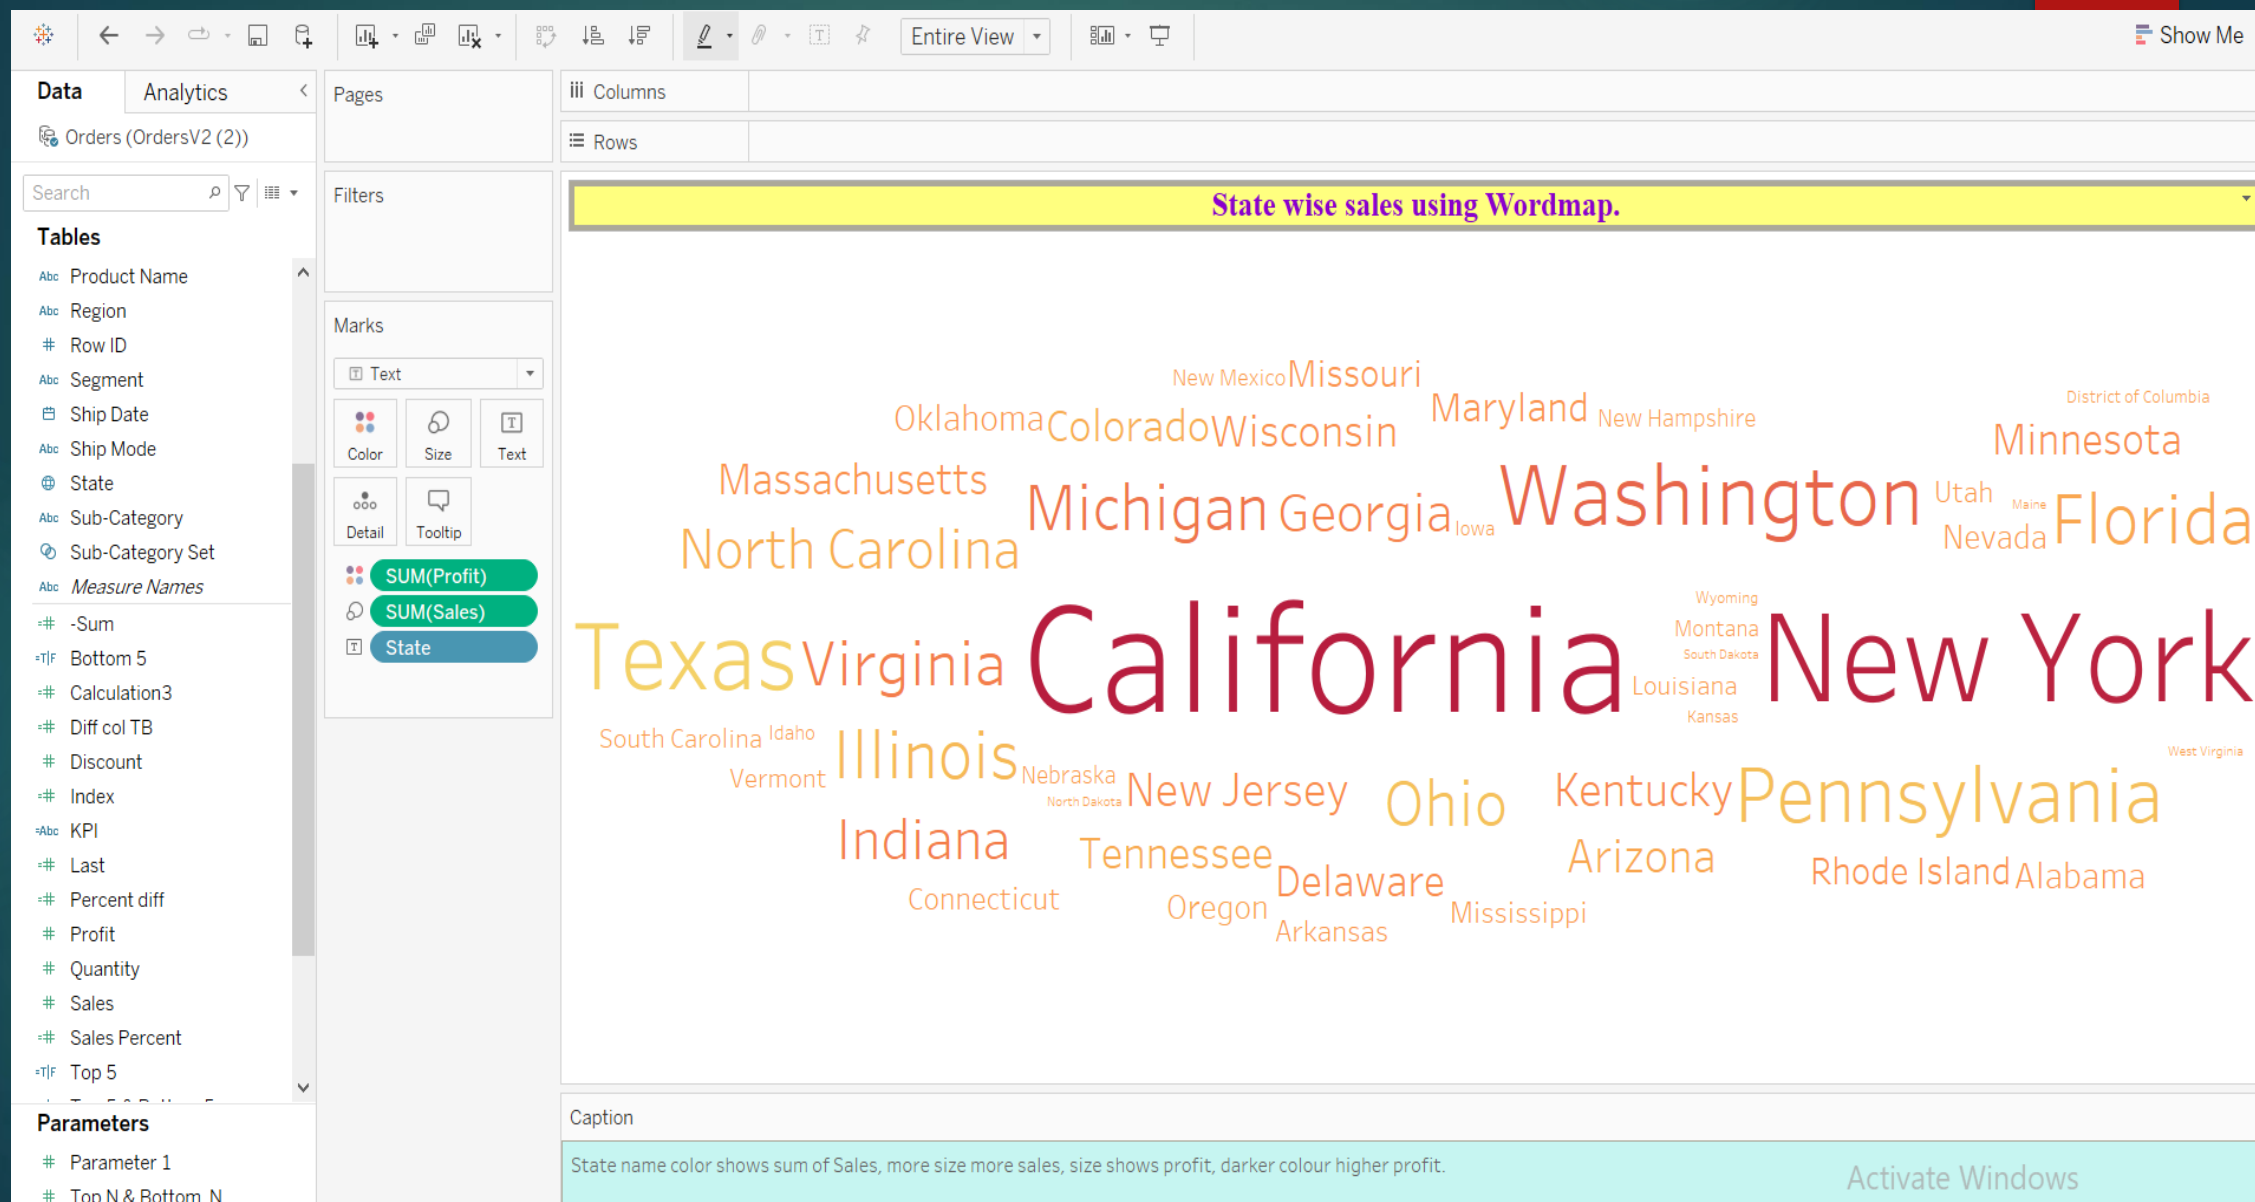 Entire View
Show Me
Data
Analytics
Orders (OrdersV2 (2))
Search
Tables
Abc Product Name
Abc Region
# Row ID
Abc Segment
Ship Date
Abc Ship Mode
State
Abc Sub-Category
Sub-Category Set
Abc Measure Names
=# -Sum
=T|F Bottom 5
=# Calculation3
=# Diff col TB
# Discount
=# Index
=Abc KPI
=# Last
=# Percent diff
# Profit
# Quantity
# Sales
=# Sales Percent
=T|F Top 5
Parameters
# Parameter 1
# Top N & Bottom N
Pages
Filters
Marks
T Text
Color
Size
T Text
Detail
Tooltip
SUM(Profit)
SUM(Sales)
T State
iii Columns
Rows
State wise sales using Wordmap.
New Mexico Missouri
District of Columbia
Oklahoma Colorado Wisconsin Maryland New Hampshire
Minnesota
Massachusetts Michigan Georgia Iowa Washington Utah Maine Florida
North Carolina
Nevada
Wyoming
Texas Virginia California Montana New York
South Dakota
Louisiana
Kansas
South Carolina Idaho
Illinois
West Virginia
Vermont Nebraska New Jersey Ohio Kentucky Pennsylvania
North Dakota
Indiana Tennessee Arizona
Delaware Rhode Island Alabama
Connecticut Oregon Mississippi
Arkansas
Caption
State name color shows sum of Sales, more size more sales, size shows profit, darker colour higher profit.
Activate Windows